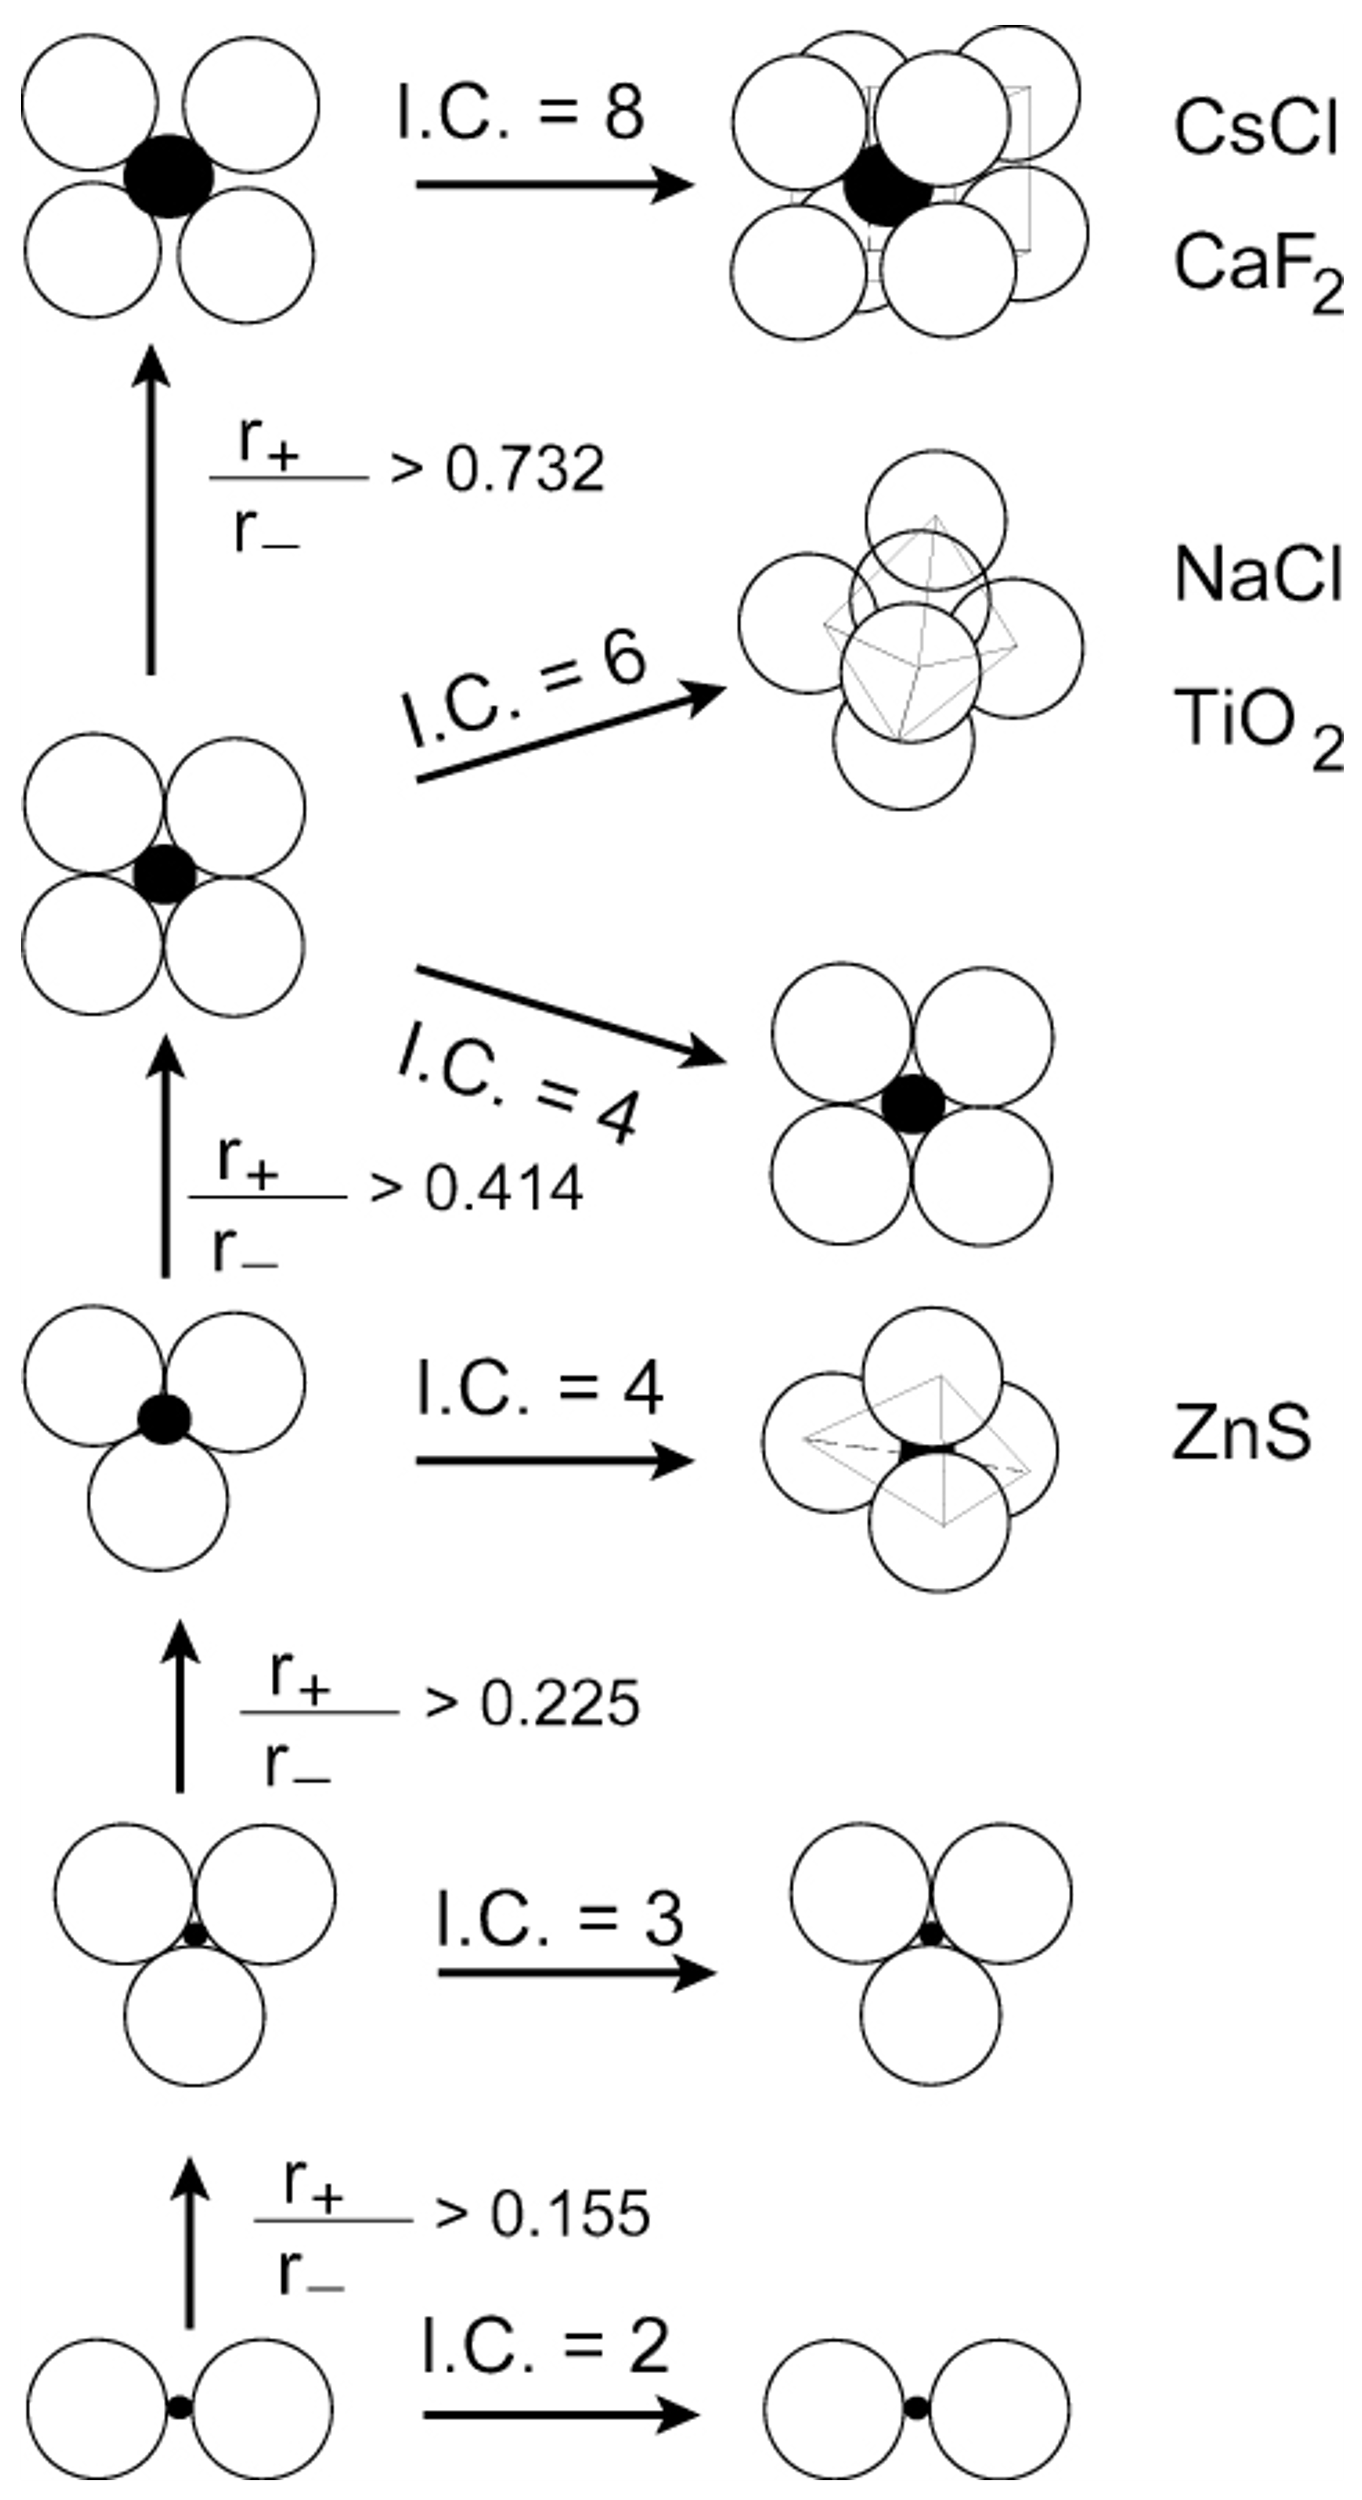 I.C. = 8
CsCl
CaF2
r+
r–
> 0.732
I.C. = 6
NaCl
TiO2
I.C. = 4
r+
r–
> 0.414
I.C. = 4
ZnS
r+
r–
> 0.225
I.C. = 3
r+
r–
> 0.155
I.C. = 2